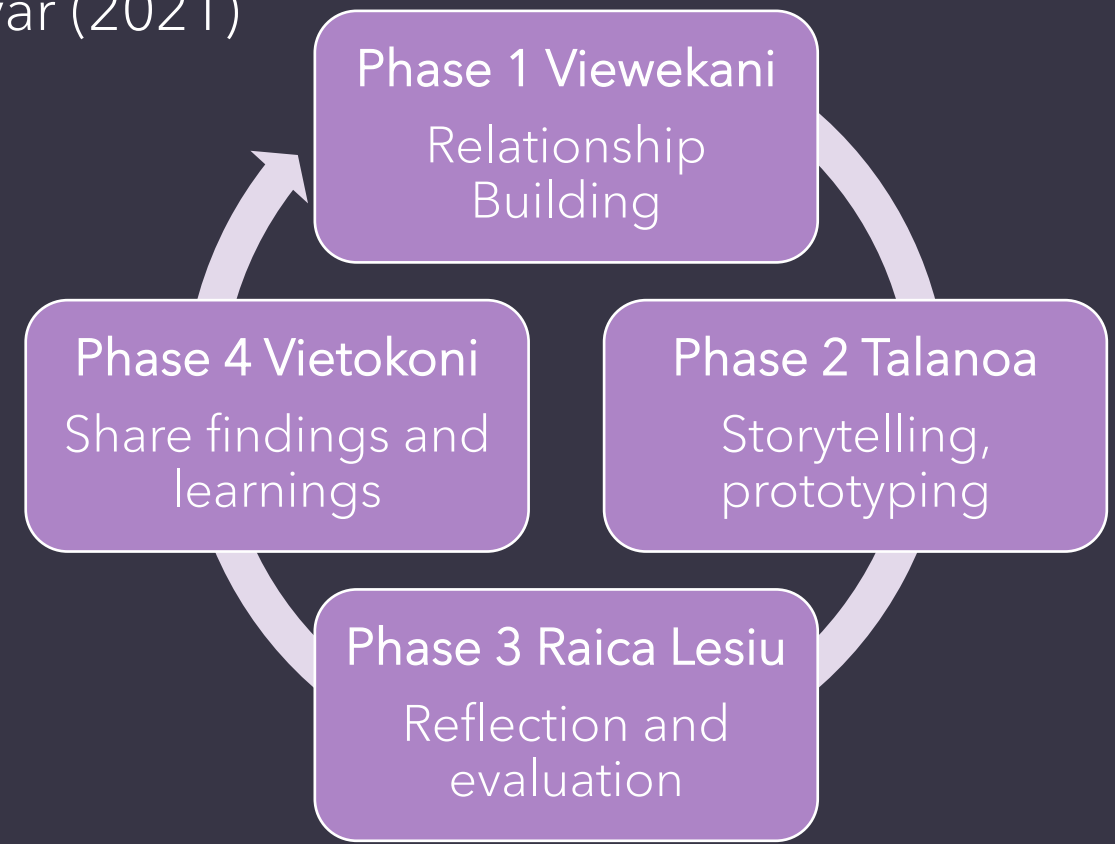 (2021)
Phase 1 Viewekani
Relationship
Building
Phase 2 Talanoa
Storytelling,
prototyping
Phase 3 Raica Lesiu
Reflection and
evaluation
Phase 4 Vietokoni
Share findings and
learnings